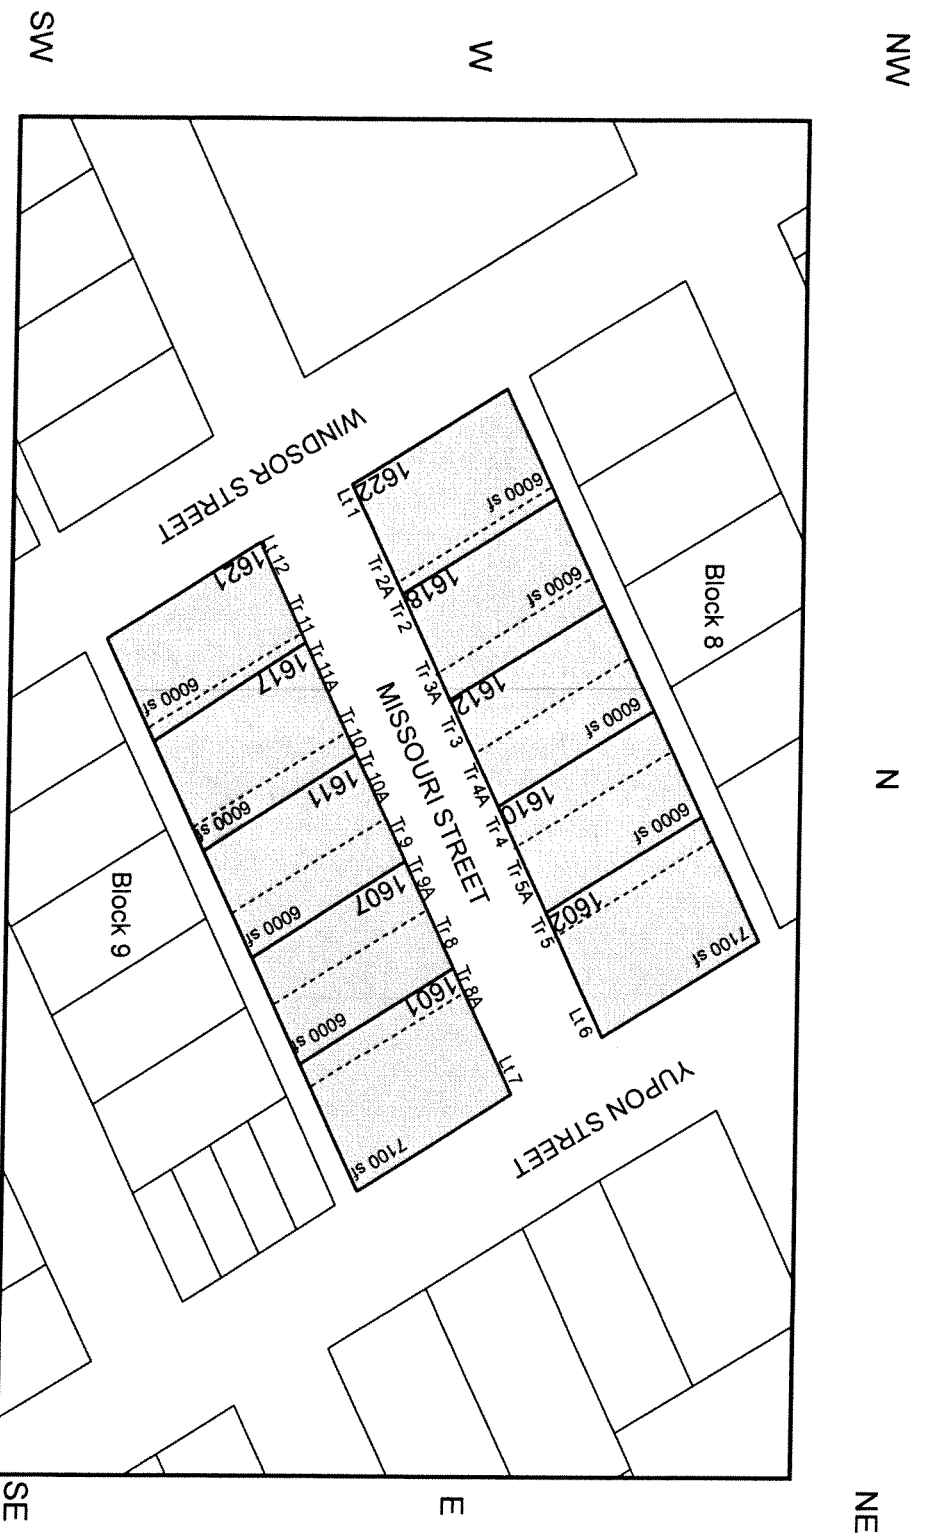 NW
N
NE
W
E
SW
SE
Block 8
6000 sf
6000 sf
6000 sf
6000 sf
7100 sf
1622
1618
1612
1610
1602
Lt 1
Tr 2A
Tr 2
Tr 3A
Tr 3
Tr 4A
Tr 4
Tr 5A
Tr 5
Lt 6
WINDSOR STREET
MISSOURI STREET
YUPON STREET
Lt 12
Tr 11
Tr 11A
Tr 10
Tr 10A
Tr 9
Tr 9A
Tr 8
Tr 8A
Lt 7
1621
1617
1611
1607
1601
6000 sf
6000 sf
6000 sf
6000 sf
7100 sf
Block 9